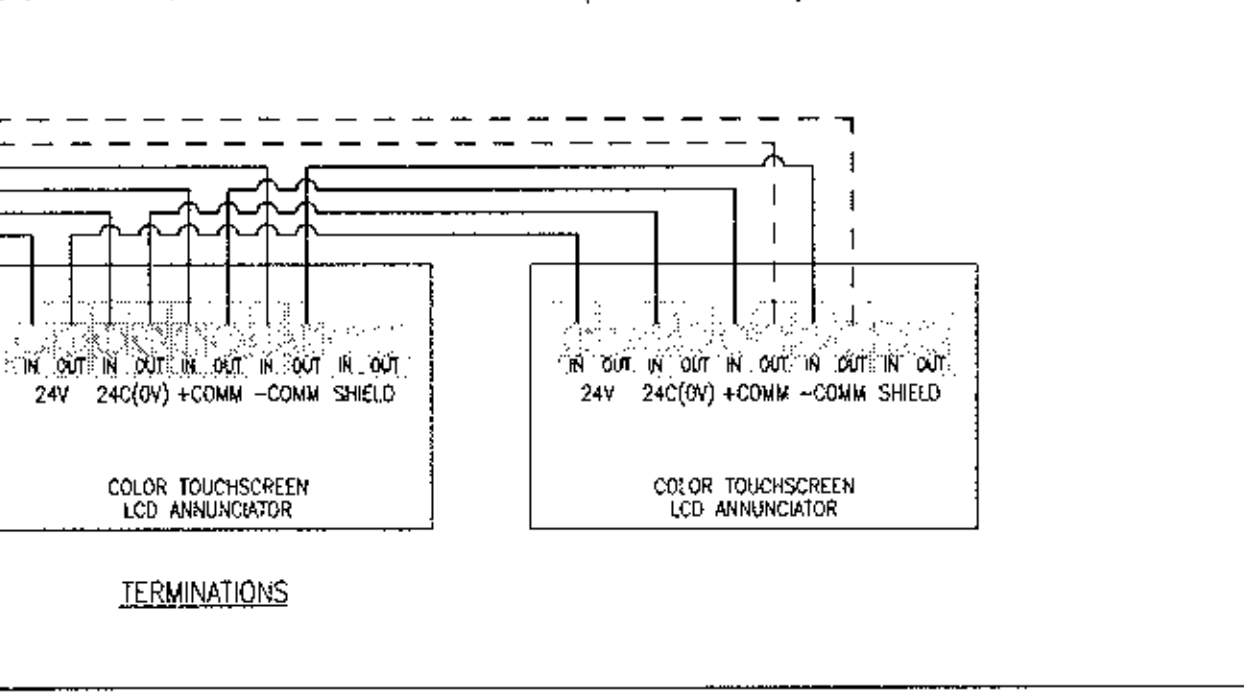 IN OUT IN OUT IN OUT IN OUT IN OUT
24V 24C(0V) +COMM -COMM SHIELD
COLOR TOUCHSCREEN
LCD ANNUNCIATOR
IN OUT IN OUT IN OUT IN OUT IN OUT
24V 24C(0V) +COMM -COMM SHIELD
COLOR TOUCHSCREEN
LCD ANNUNCIATOR
TERMINATIONS